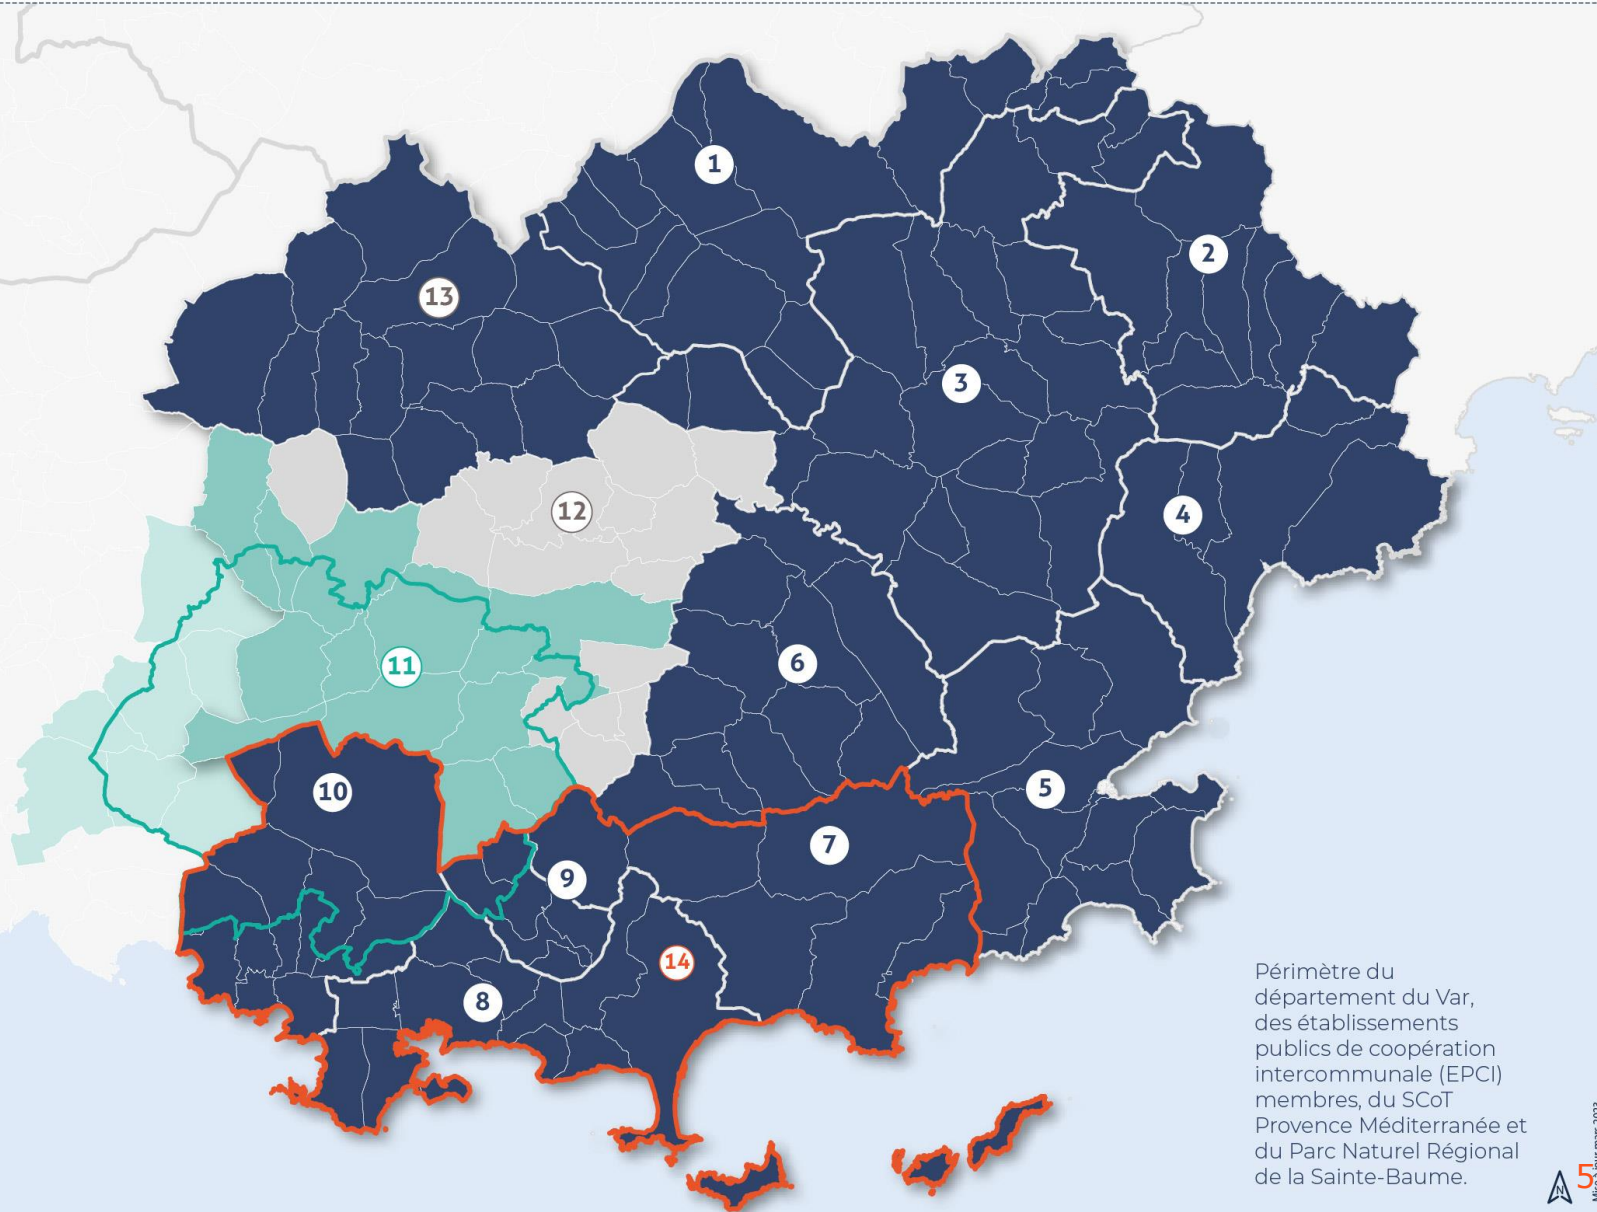 1
2
13
3
4
12
6
11
5
10
7
9
14
8
Périmètre du
département du Var,
des établissements
publics de coopération
intercommunale (EPCI)
membres, du SCoT
Provence Méditerranée et
du Parc Naturel Régional
de la Sainte-Baume.
N
5